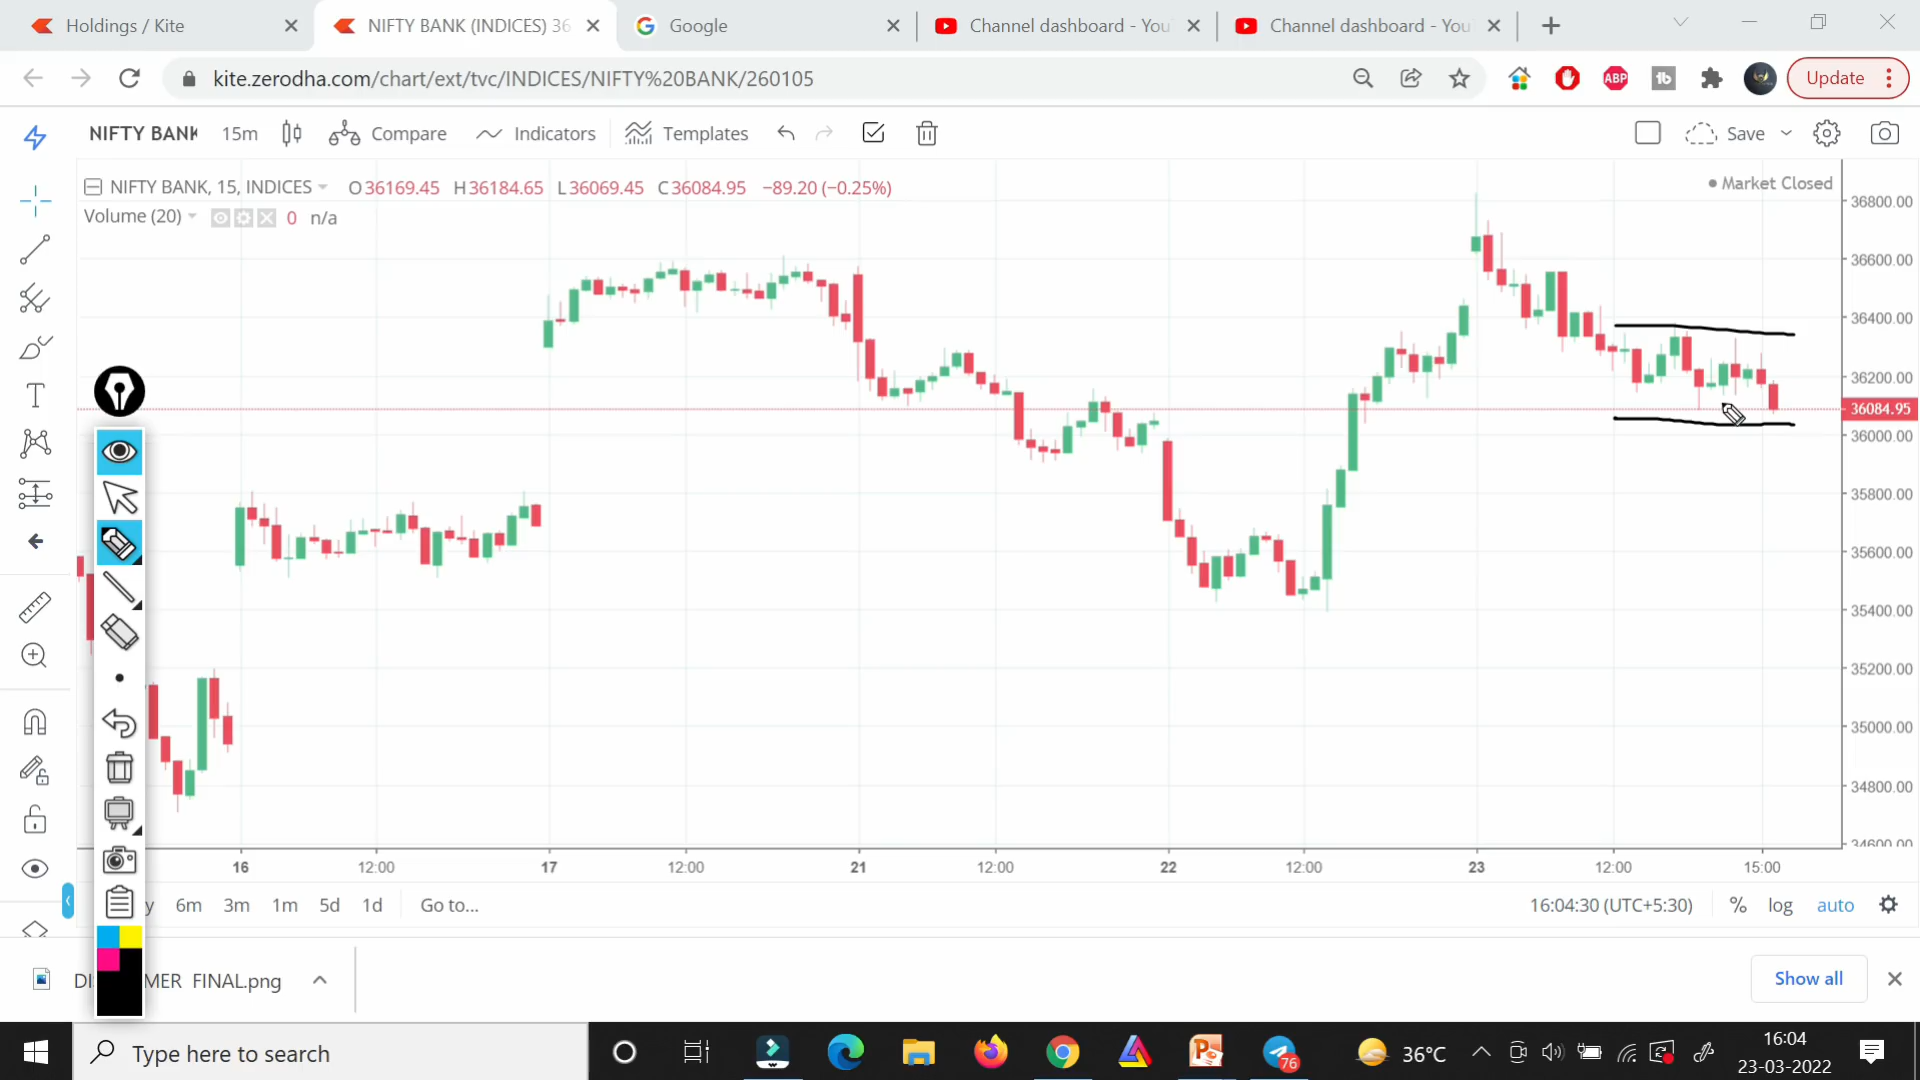 Holdings / Kite
NIFTY BANK (INDICES) 36
Google
Channel dashboard - You
Channel dashboard - You
kite.zerodha.com/chart/ext/tvc/INDICES/NIFTY%20BANK/260105
ABP
Update
NIFTY BANK
15m
Compare
Indicators
Templates
Save
NIFTY BANK, 15, INDICES
O36169.45 H36184.65 L36069.45 C36084.95 −89.20 (−0.25%)
Market Closed
Volume (20)
0 n/a
36800.00
36600.00
36400.00
36200.00
36084.95
36000.00
35800.00
35600.00
35400.00
35200.00
35000.00
34800.00
34600.00
16 12:00 17 12:00 21 12:00 22 12:00 23 12:00 15:00
y 6m 3m 1m 5d 1d Go to...
16:04:30 (UTC+5:30) % log auto
DI MER FINAL.png
Show all
Type here to search
76
36°C
16:04
23-03-2022